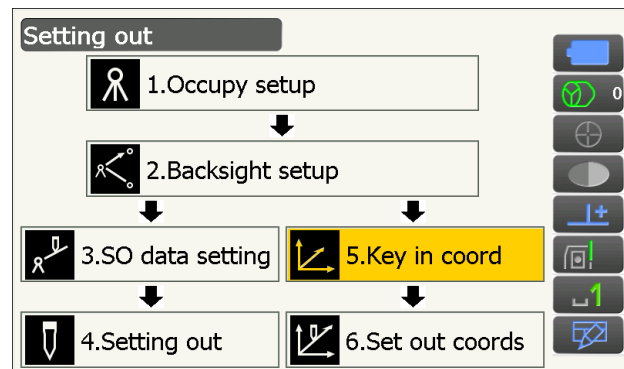 Setting out
1.Occupy setup
0
2.Backsight setup
3.SO data setting
5.Key in coord
1
4.Setting out
6.Set out coords